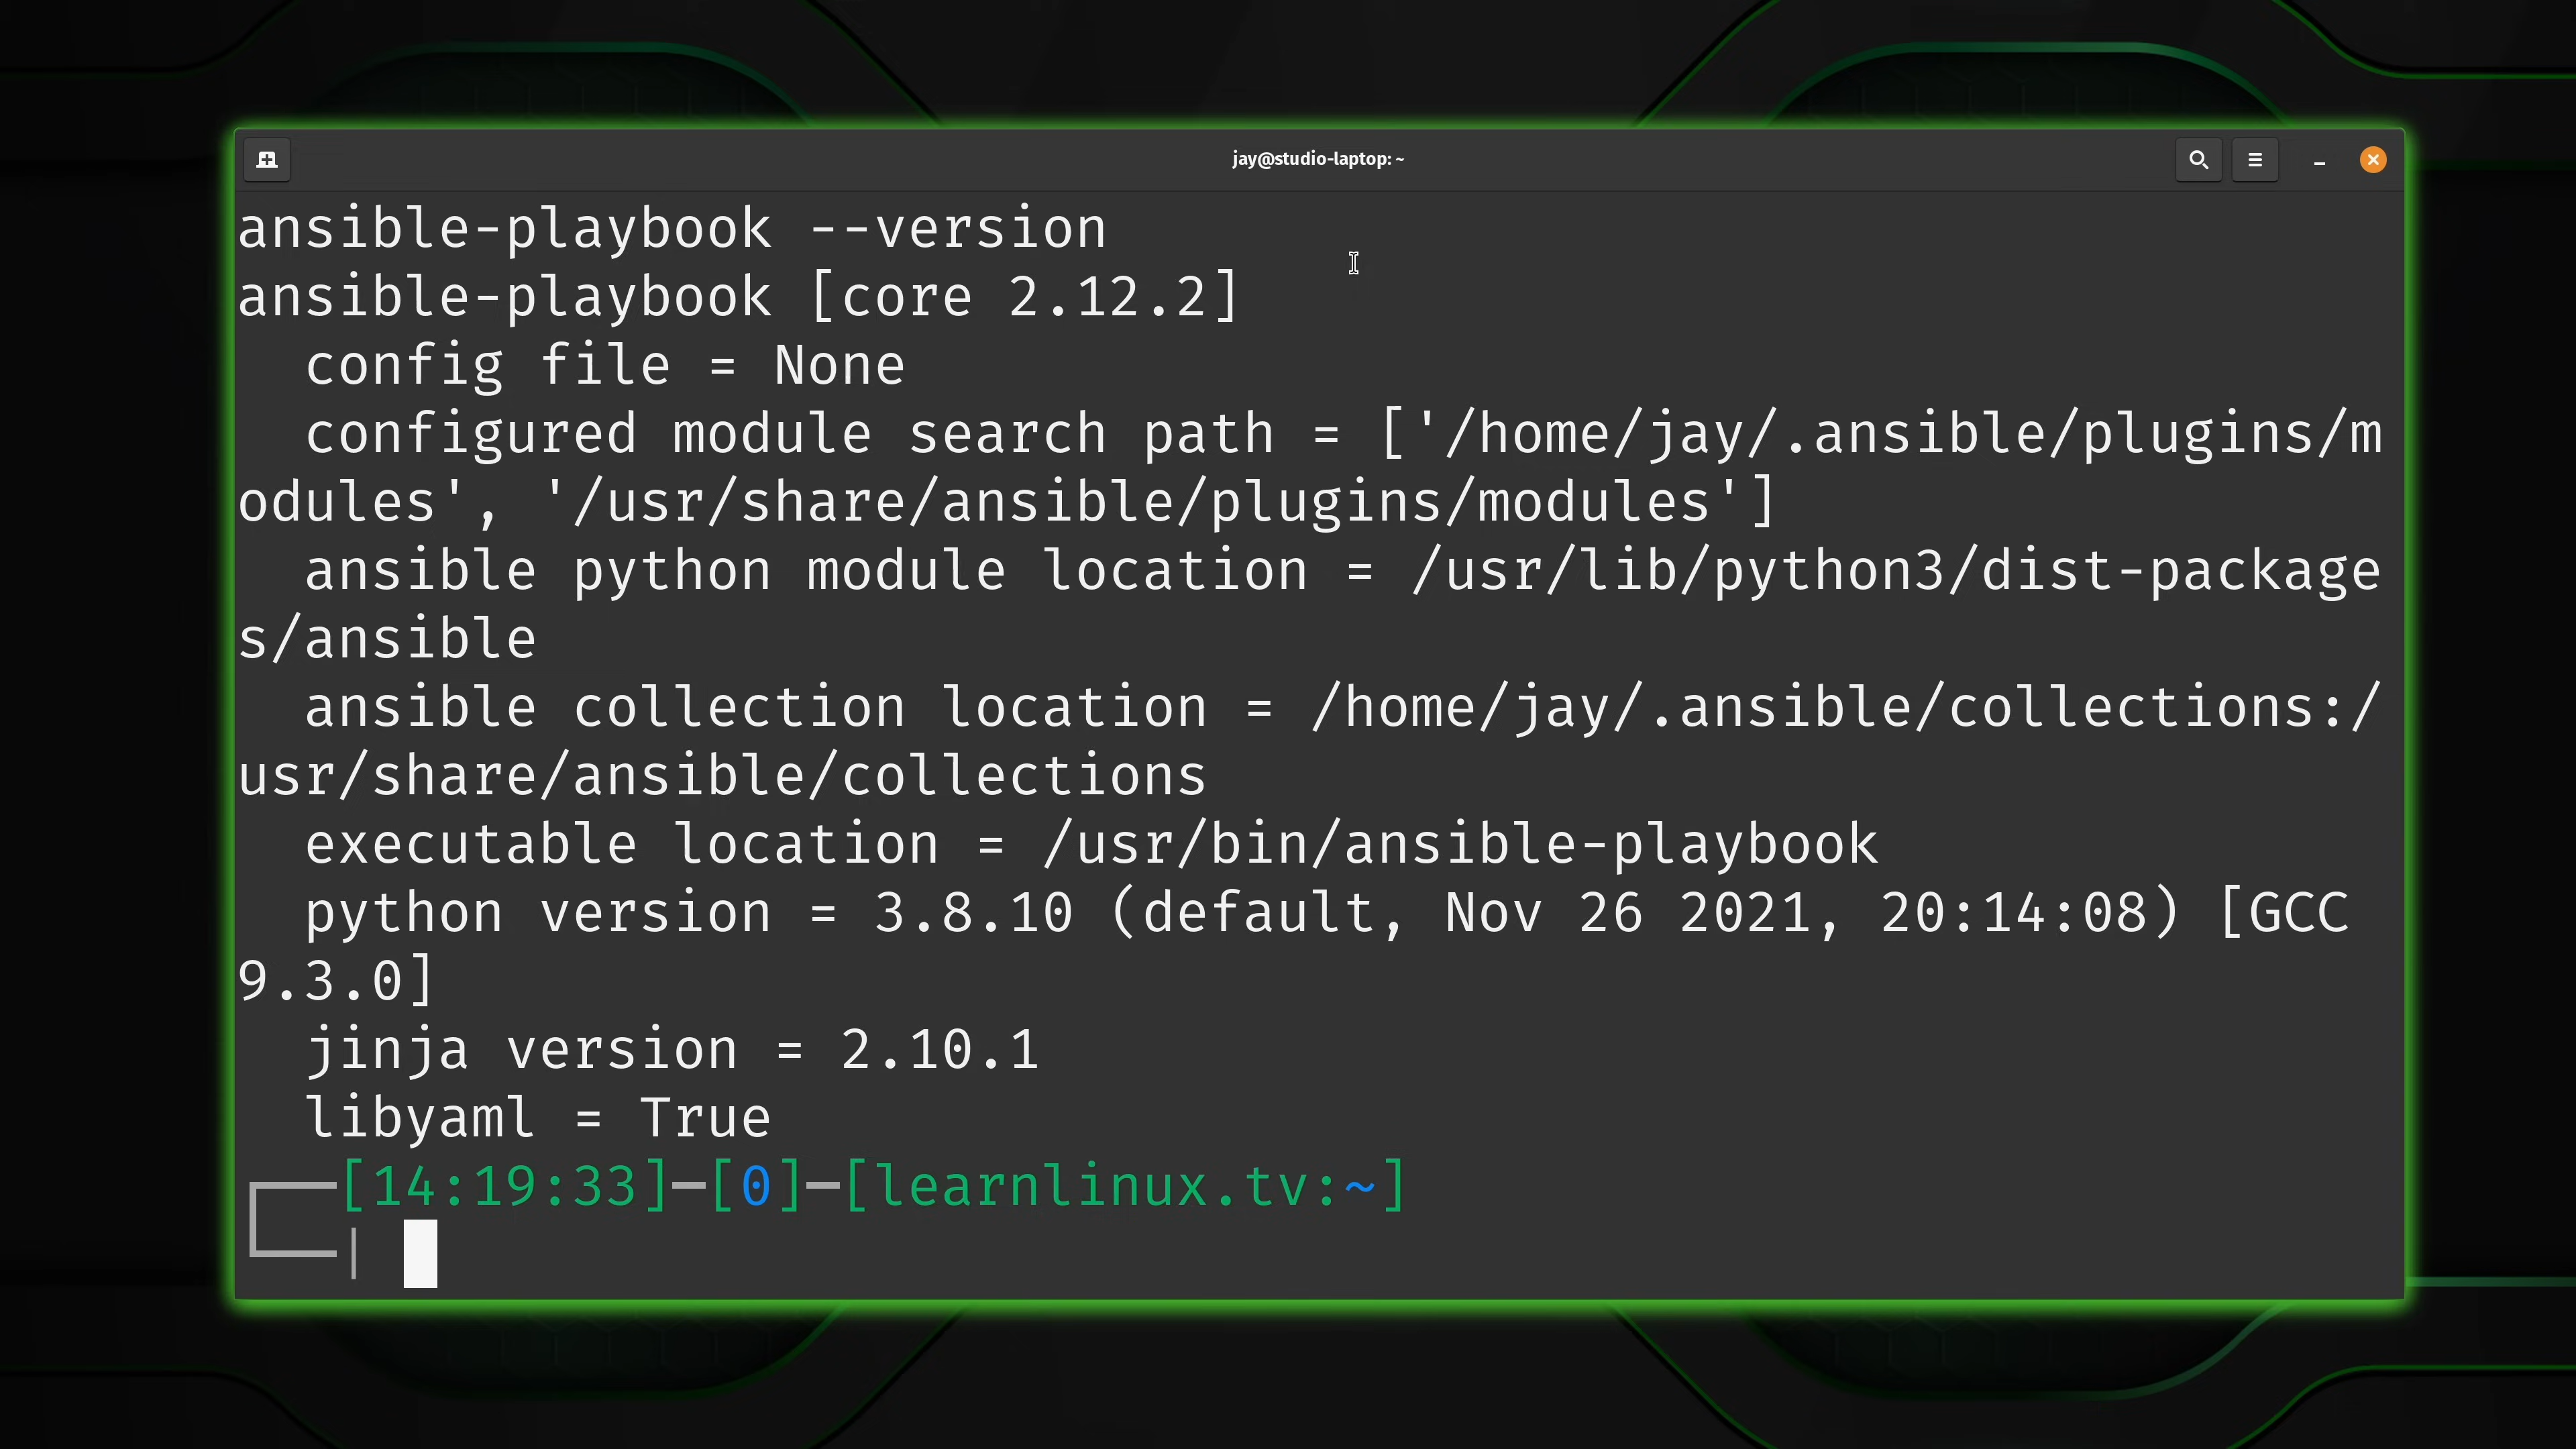 jay@studio-laptop: ~
ansible-playbook --version
ansible-playbook [core 2.12.2]
  config file = None
  configured module search path = ['/home/jay/.ansible/plugins/m
odules', '/usr/share/ansible/plugins/modules']
  ansible python module location = /usr/lib/python3/dist-package
s/ansible
  ansible collection location = /home/jay/.ansible/collections:/
usr/share/ansible/collections
  executable location = /usr/bin/ansible-playbook
  python version = 3.8.10 (default, Nov 26 2021, 20:14:08) [GCC
9.3.0]
  jinja version = 2.10.1
  libyaml = True
┌──[14:19:33]─[0]─[learnlinux.tv:~]
└──|